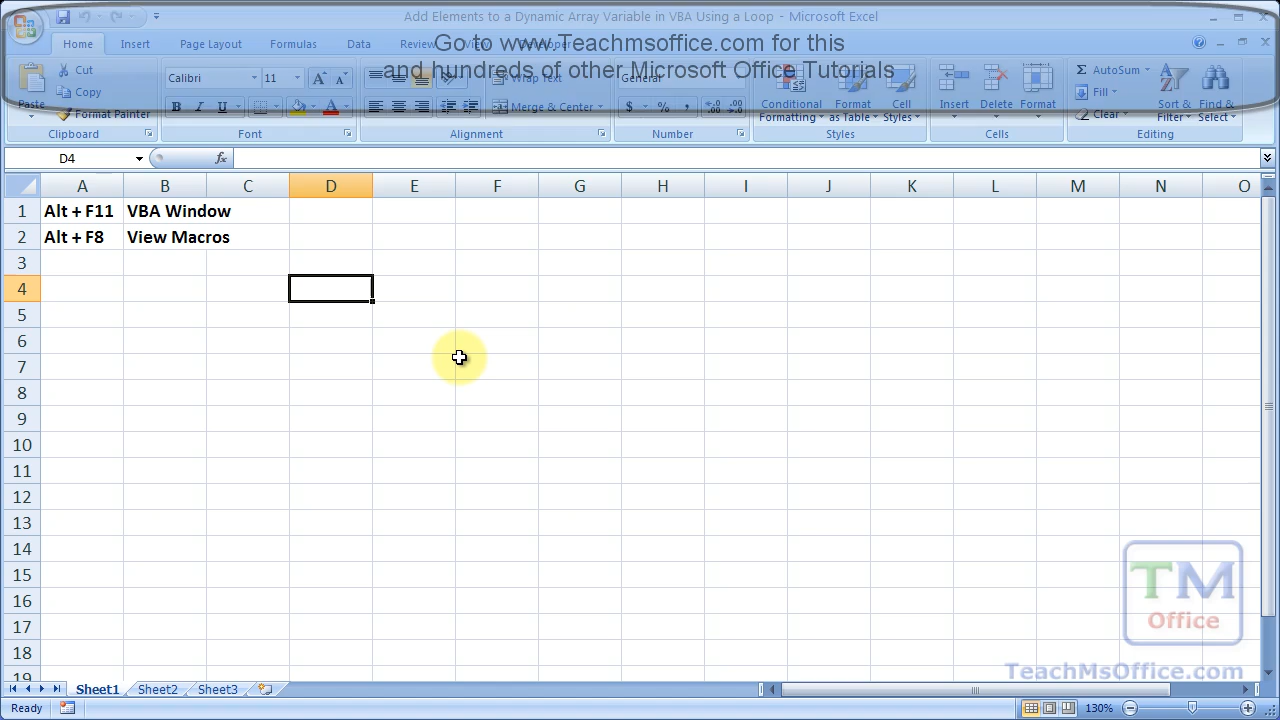 Add Elements to a Dynamic Array Variable in VBA Using a Loop - Microsoft Excel
Home Insert Page Layout Formulas Data Review View Developer
Go to www.Teachmsoffice.com for this
and hundreds of other Microsoft Office Tutorials
Paste
Cut
Copy
Format Painter
Clipboard
Calibri 11 A A
B I U A
Font
Wrap Text
Merge & Center
Alignment
General
$ % ,
Number
Conditional Formatting
Format as Table
Cell Styles
Styles
Insert Delete Format
Cells
Σ AutoSum
Fill
Clear
Sort & Filter
Find & Select
Editing
D4 fx
A B C D E F G H I J K L M N O
1 Alt + F11 VBA Window
2 Alt + F8 View Macros
3
4
5
6
7
8
9
10
11
12
13
14
15
16
17
18
19
TM
Office
TeachMsOffice.com
Sheet1 Sheet2 Sheet3
Ready 130%